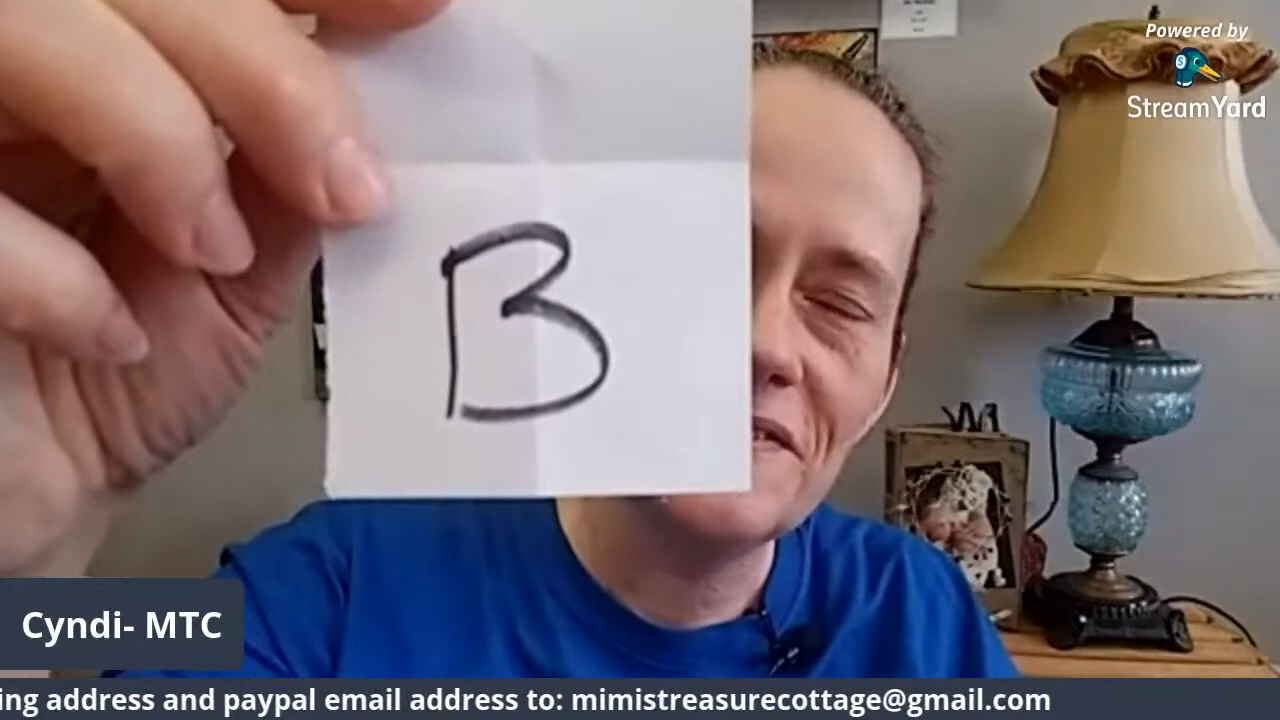 Powered by
StreamYard
B
Cyndi- MTC
ing address and paypal email address to: mimistreasurecottage@gmail.com